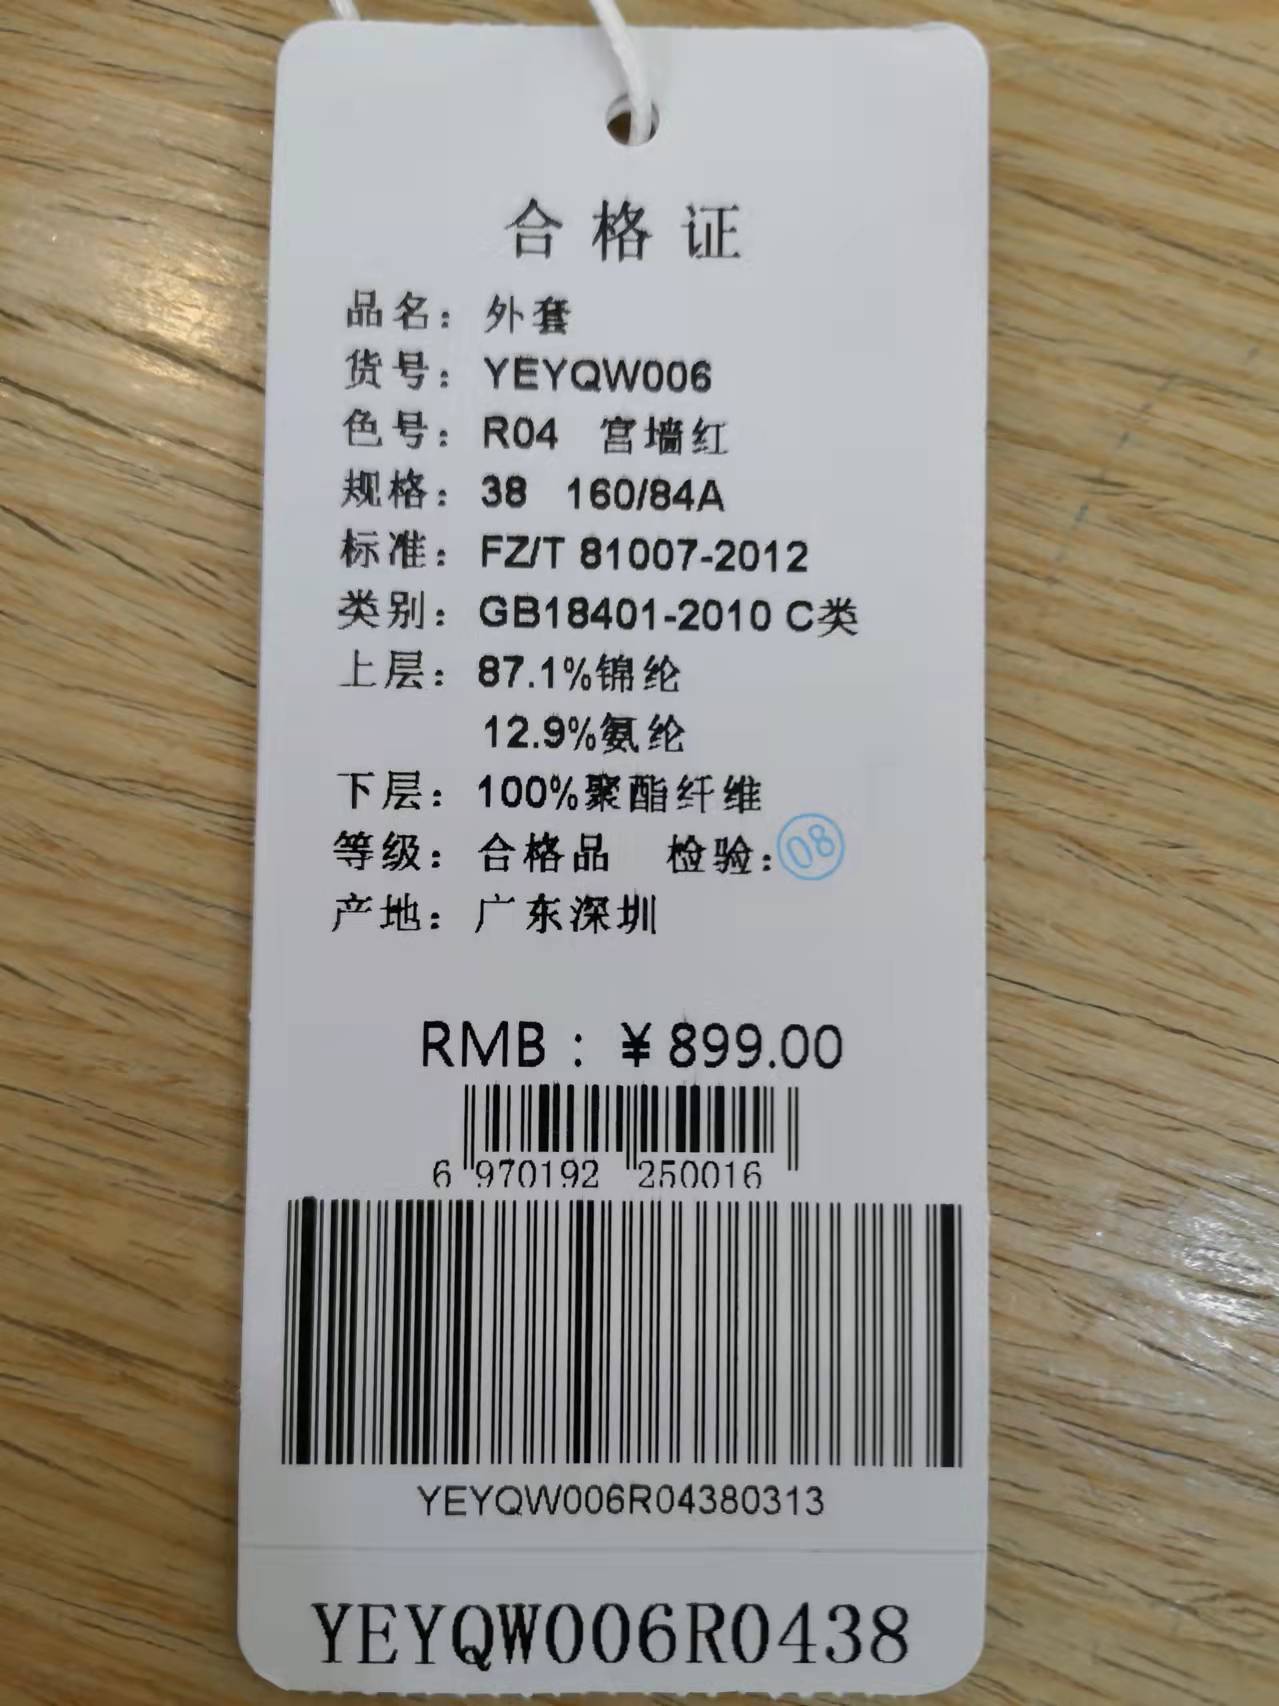 合格证
品名：外套
货号：YEYQW006
色号：R04 宫墙红
规格：38 160/84A
标准：FZ/T 81007-2012
类别：GB18401-2010 C类
上层：87.1%锦纶
12.9%氨纶
下层：100%聚酯纤维
等级：合格品 检验：08
产地：广东深圳
RMB：￥899.00
6 970192 250016
YEYQW006R04380313
YEYQW006R0438